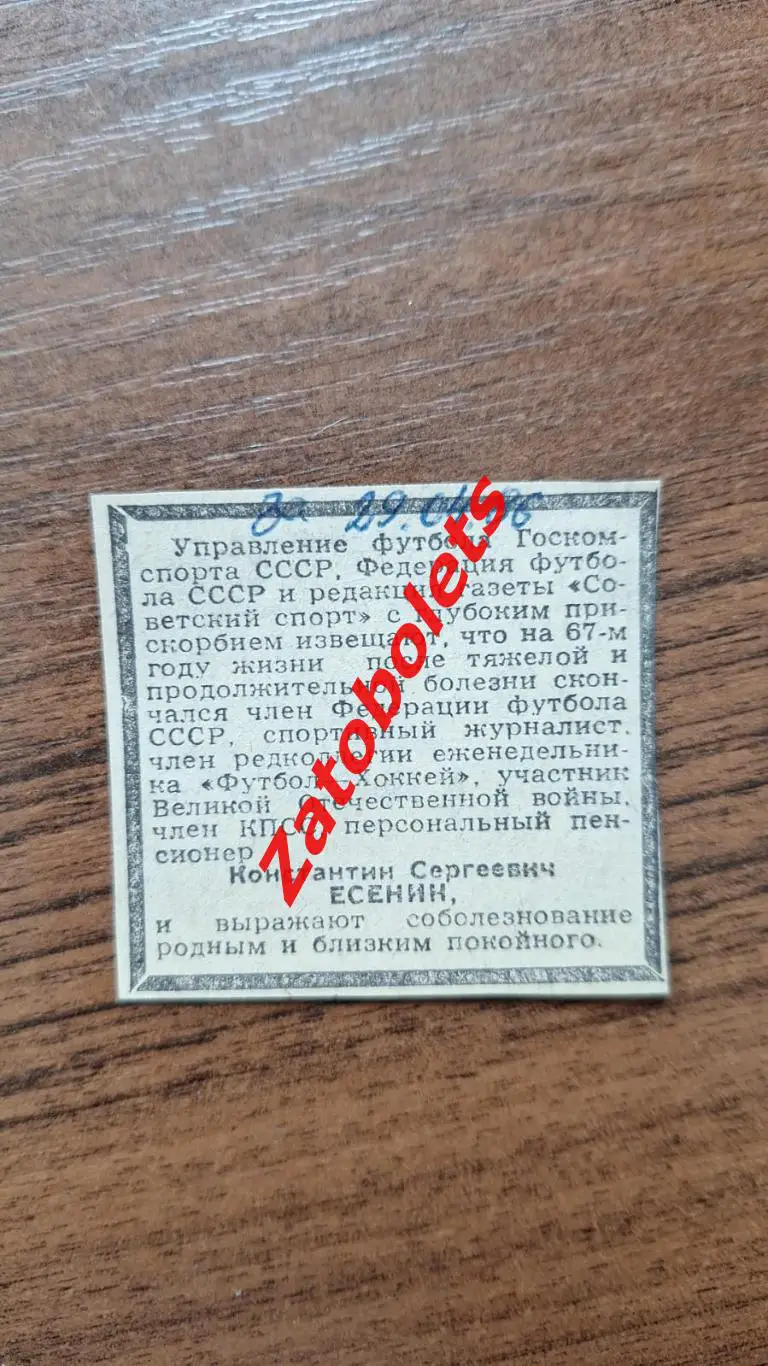 за 29.04.86
Управление футбола Госком-
спорта СССР, Федерация футбо-
ла СССР и редакция газеты «Со-
ветский спорт» с глубоким при-
скорбием извещают, что на 67-м
году жизни после тяжелой и
продолжительной болезни скон-
чался член Федерации футбола
СССР, спортивный журналист,
член редколлегии еженедельни-
ка «Футбол—Хоккей», участник
Великой Отечественной войны,
член КПСС, персональный пен-
сионер
Константин Сергеевич
ЕСЕНИН,
и выражают соболезнование
родным и близким покойного.
Zatobolets